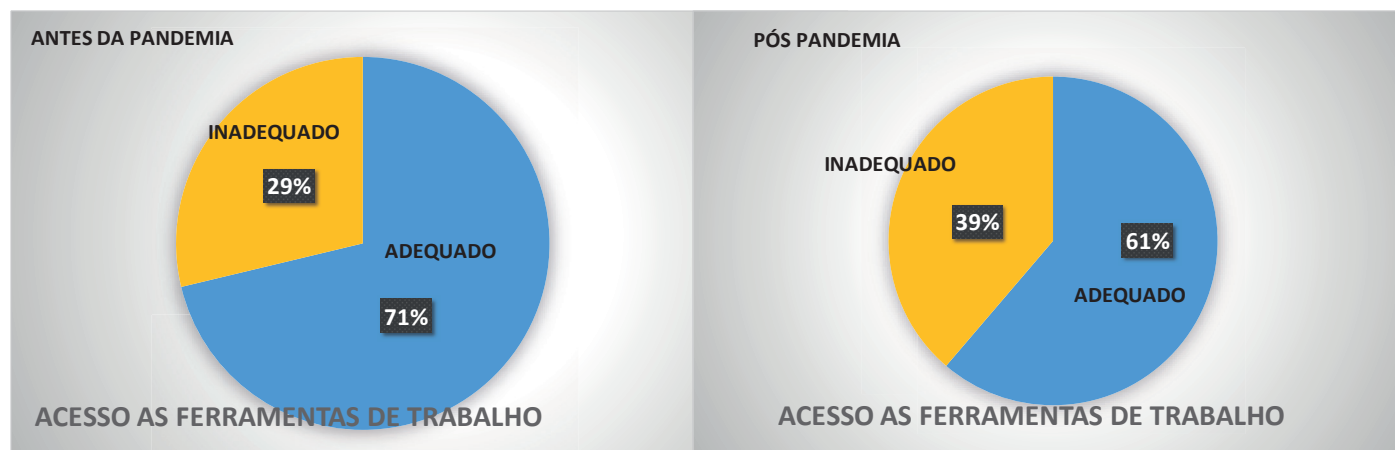 ANTES DA PANDEMIA
INADEQUADO
29%
ADEQUADO
71%
ACESSO AS FERRAMENTAS DE TRABALHO
PÓS PANDEMIA
INADEQUADO
39%
61%
ADEQUADO
ACESSO AS FERRAMENTAS DE TRABALHO